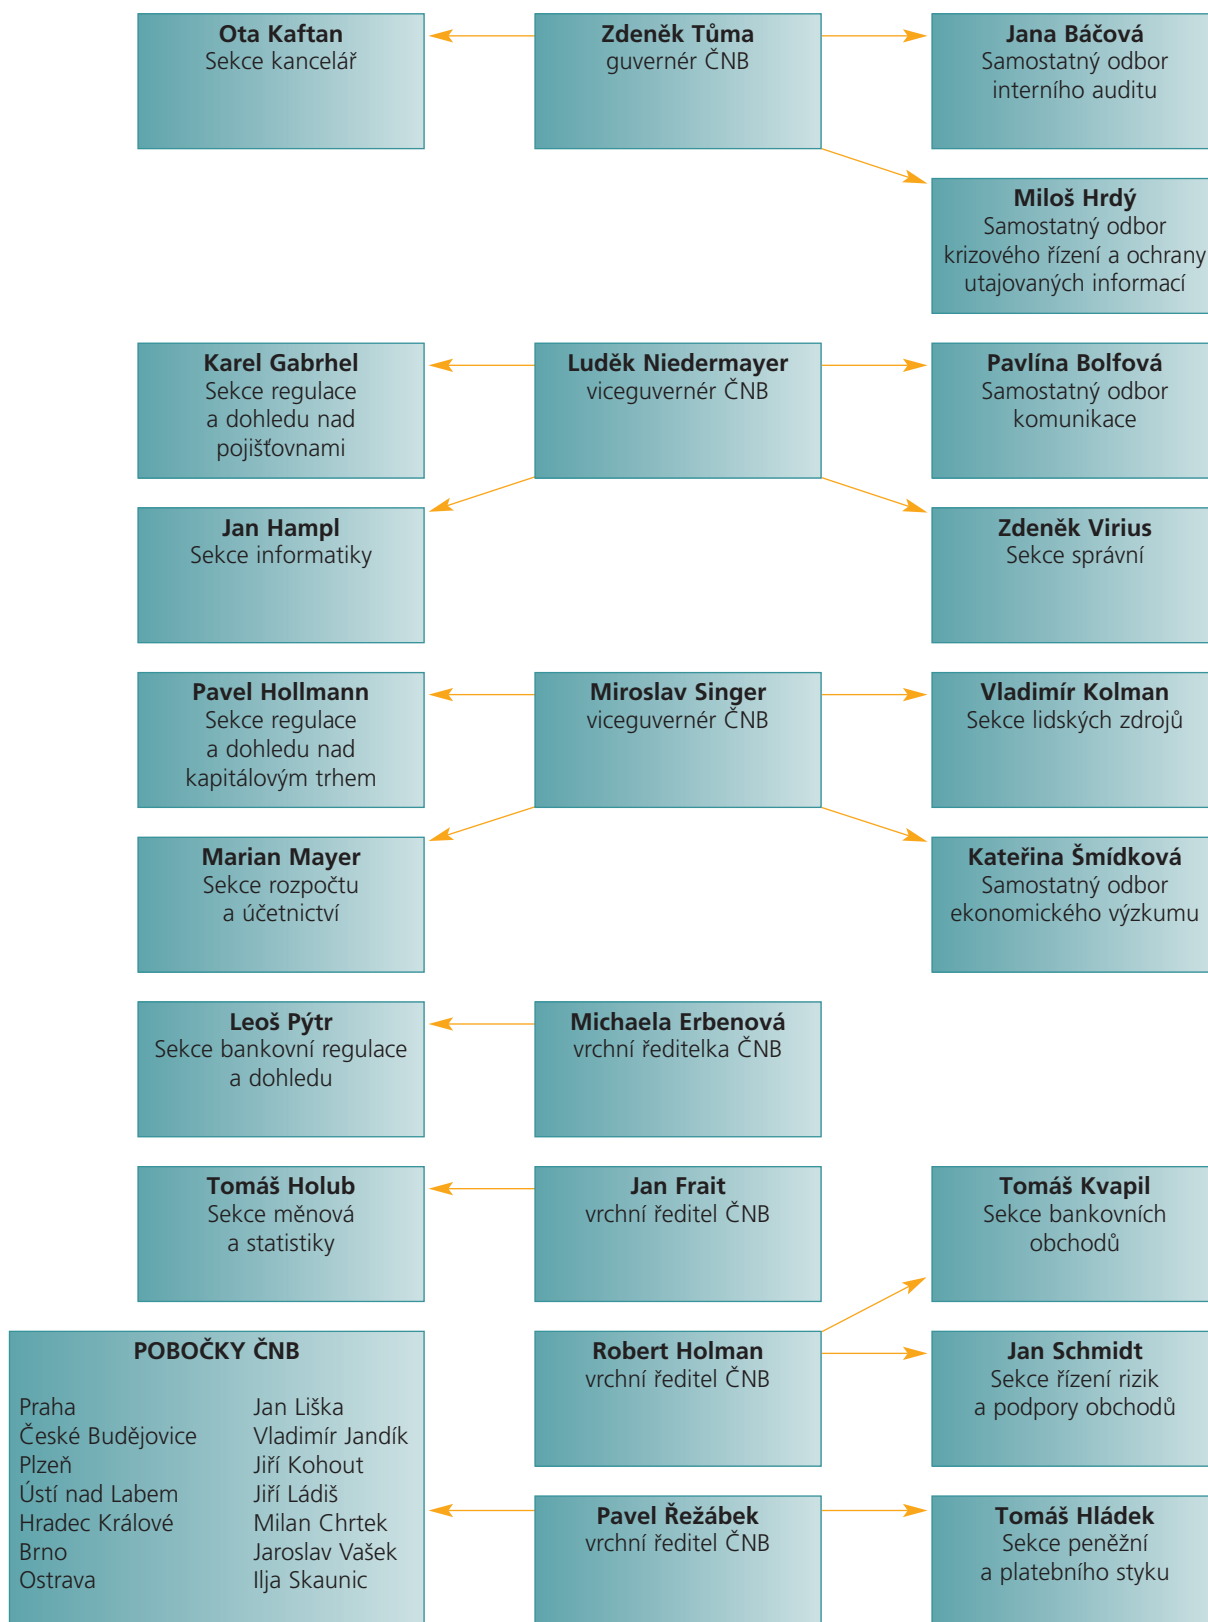 Ota Kaftan
Sekce kancelář
Zdeněk Tůma
guvernér ČNB
Jana Báčová
Samostatný odbor
interního auditu
Miloš Hrdý
Samostatný odbor
krizového řízení a ochrany
utajovaných informací
Karel Gabrhel
Sekce regulace
a dohledu nad
pojišťovnami
Luděk Niedermayer
viceguvernér ČNB
Pavlína Bolfová
Samostatný odbor
komunikace
Jan Hampl
Sekce informatiky
Zdeněk Virius
Sekce správní
Pavel Hollmann
Sekce regulace
a dohledu nad
kapitálovým trhem
Miroslav Singer
viceguvernér ČNB
Vladimír Kolman
Sekce lidských zdrojů
Marian Mayer
Sekce rozpočtu
a účetnictví
Kateřina Šmídková
Samostatný odbor
ekonomického výzkumu
Leoš Pýtr
Sekce bankovní regulace
a dohledu
Michaela Erbenová
vrchní ředitelka ČNB
Tomáš Holub
Sekce měnová
a statistiky
Jan Frait
vrchní ředitel ČNB
Tomáš Kvapil
Sekce bankovních
obchodů
POBOČKY ČNB
Praha Jan Liška
České Budějovice Vladimír Jandík
Plzeň Jiří Kohout
Ústí nad Labem Jiří Ládiš
Hradec Králové Milan Chrtek
Brno Jaroslav Vašek
Ostrava Ilja Skaunic
Robert Holman
vrchní ředitel ČNB
Jan Schmidt
Sekce řízení rizik
a podpory obchodů
Pavel Řežábek
vrchní ředitel ČNB
Tomáš Hládek
Sekce peněžní
a platebního styku